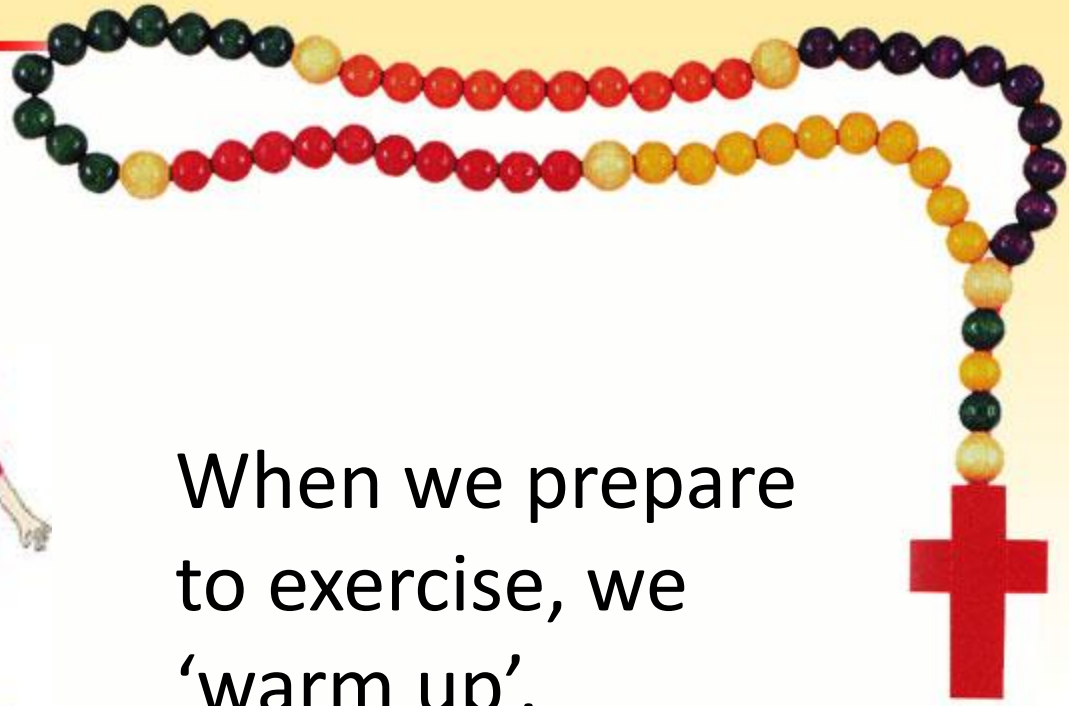 When we prepare
to exercise, we
‘warm up’.